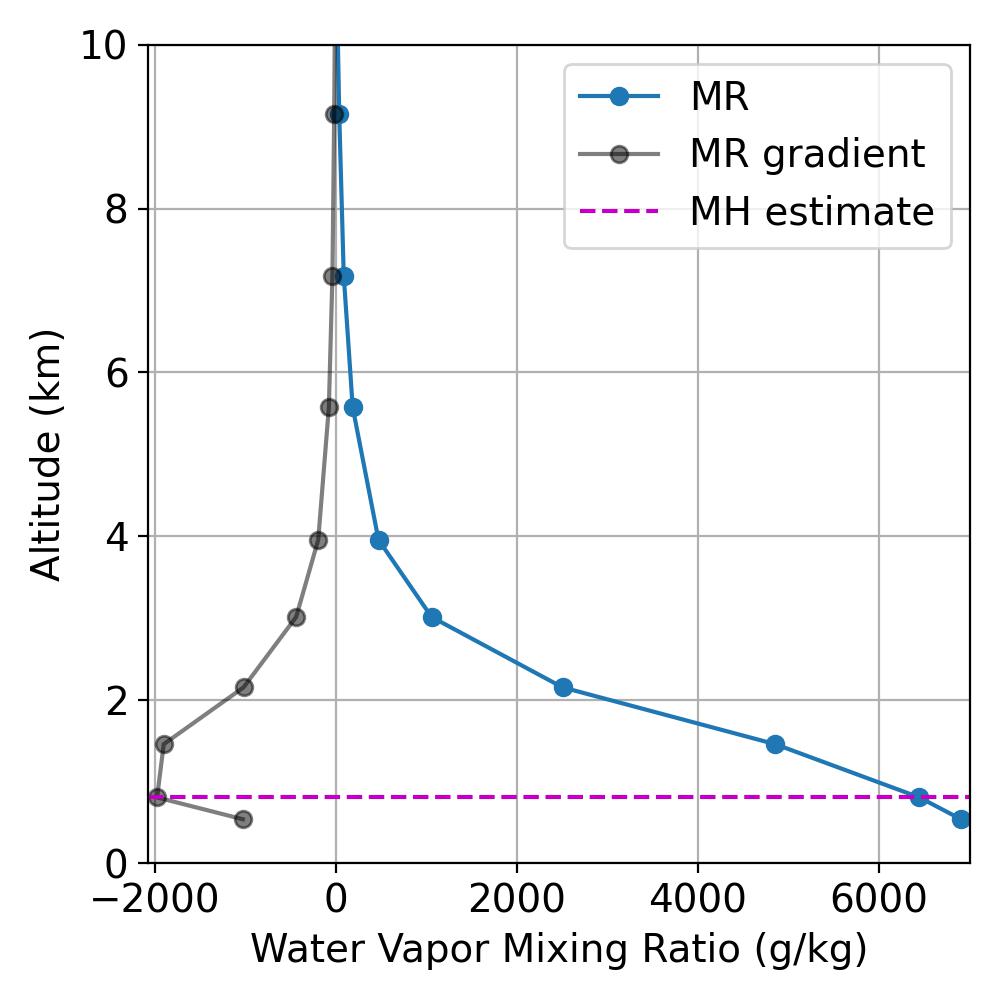 10
8
6
4
2
0
Altitude (km)
MR
MR gradient
MH estimate
−2000 0 2000 4000 6000
Water Vapor Mixing Ratio (g/kg)